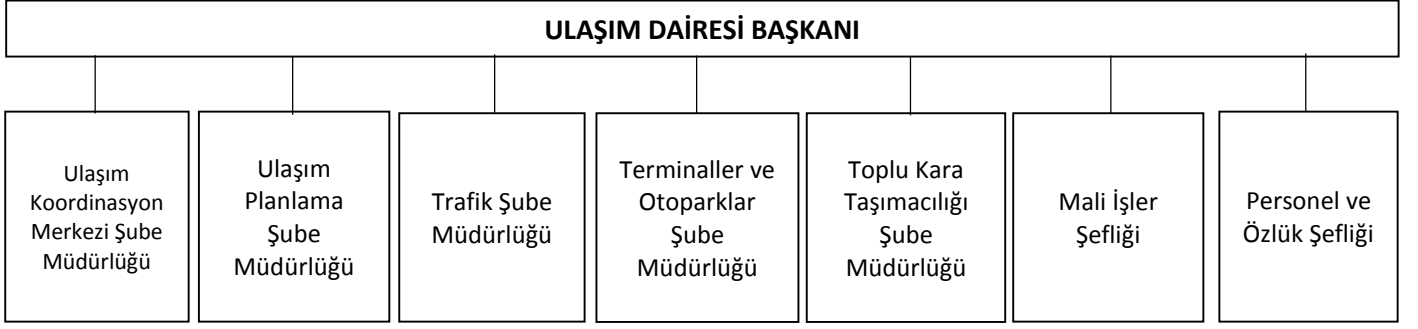 ULAŞIM DAİRESİ BAŞKANI
Ulaşım
Koordinasyon
Merkezi Şube
Müdürlüğü
Ulaşım
Planlama
Şube
Müdürlüğü
Trafik Şube
Müdürlüğü
Terminaller ve
Otoparklar
Şube
Müdürlüğü
Toplu Kara
Taşımacılığı
Şube
Müdürlüğü
Mali İşler
Şefliği
Personel ve
Özlük Şefliği